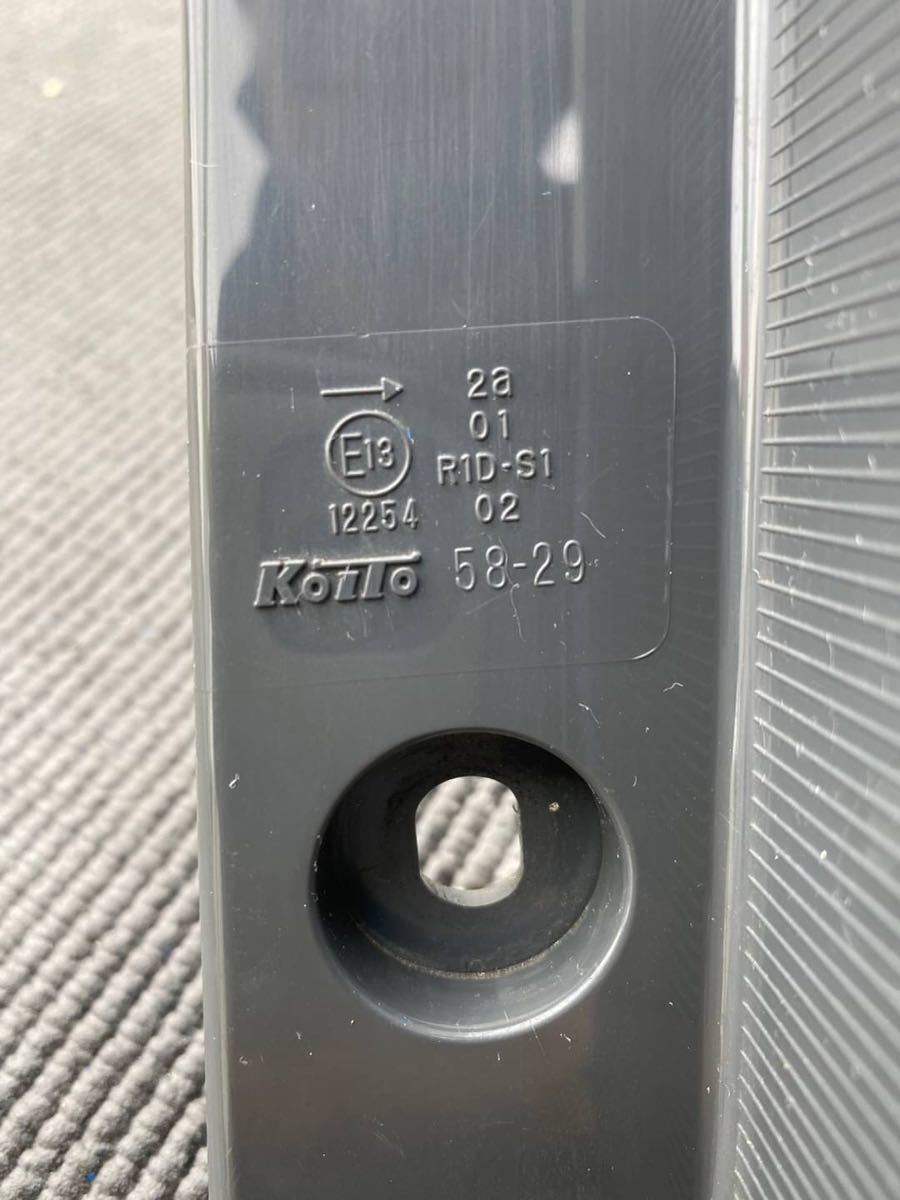 → 2a
01
E13 R1D-S1
12254 02
KOITO 58-29